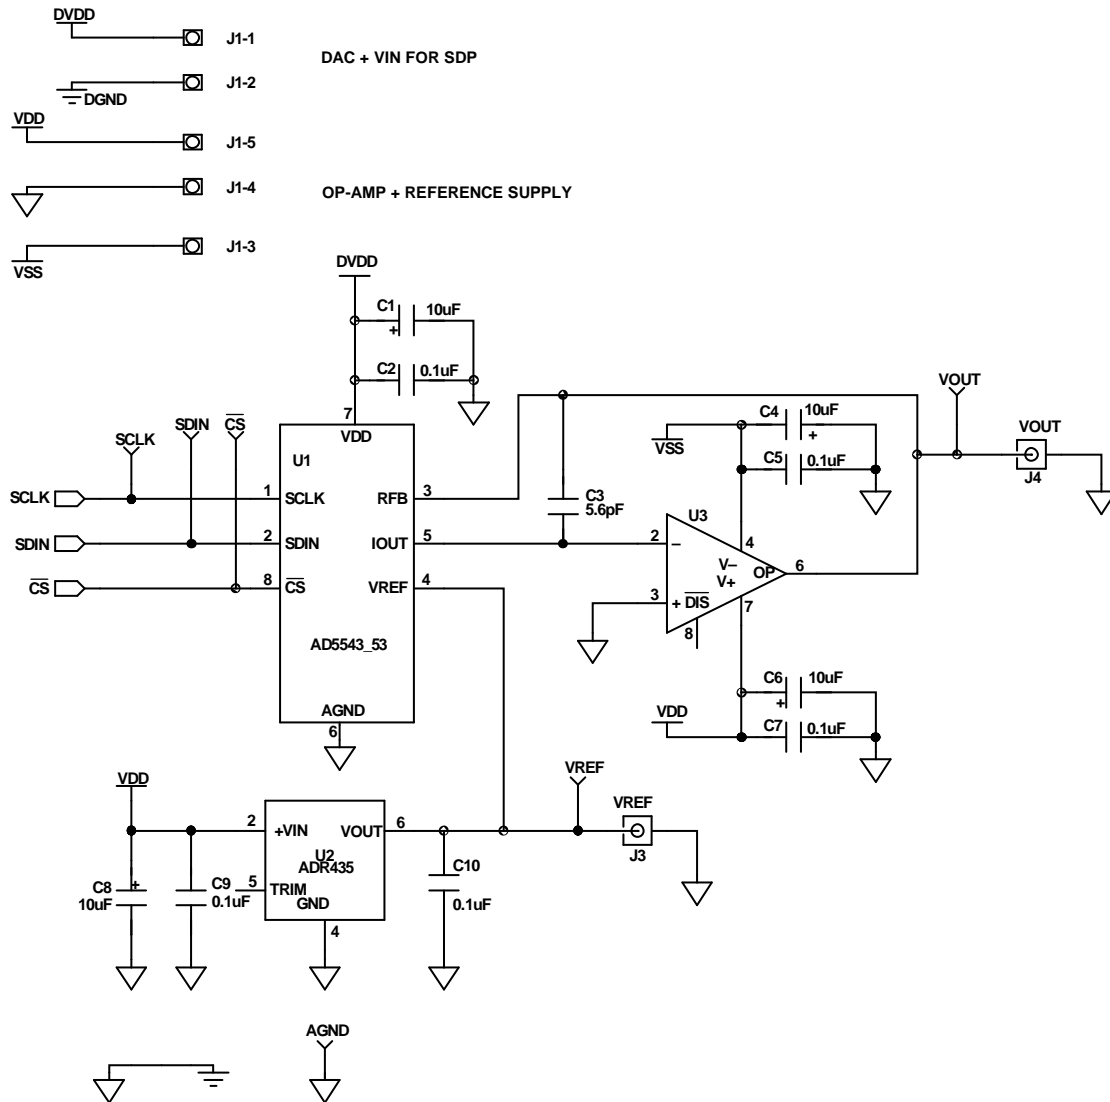 DVDD
J1-1
DAC + VIN FOR SDP
J1-2
DGND
VDD
J1-5
J1-4
OP-AMP + REFERENCE SUPPLY
J1-3
VSS
DVDD
C1
10uF
+
C2
0.1uF
7
VDD
U1
SCLK
SDIN
CS
SCLK
1
SCLK
RFB
3
SDIN
2
SDIN
IOUT
5
CS
8
CS
VREF
4
AD5543_53
AGND
6
C3
5.6pF
VSS
C4
10uF
+
C5
0.1uF
VOUT
VOUT
J4
U3
2
–
4
V–
V+
OP
6
3
+
DIS
7
8
C6
10uF
+
VDD
C7
0.1uF
VDD
2
+VIN
VOUT
6
U2
ADR435
5
TRIM
GND
4
C8
10uF
+
C9
0.1uF
C10
0.1uF
VREF
VREF
J3
AGND